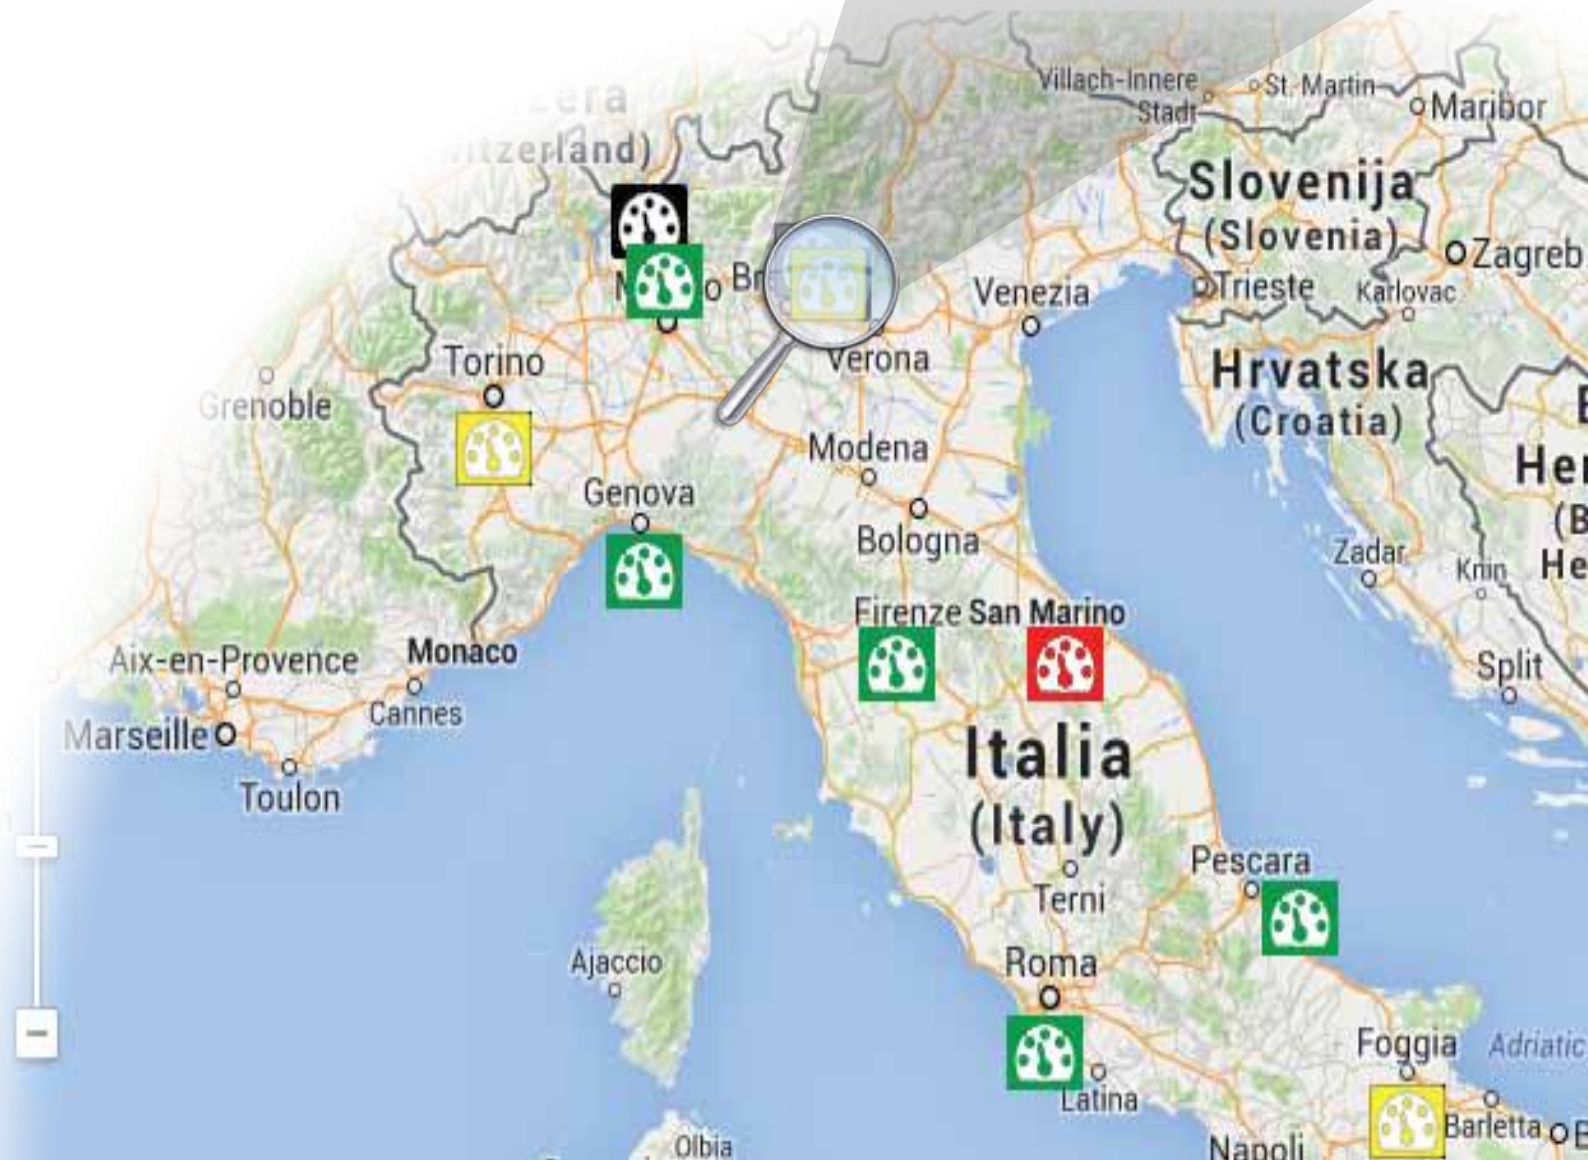 Villach-Innere
Stadt
St. Martin
Maribor
Slovenija
(Slovenia)
Zagreb
Venezia
Trieste
Karlovac
Torino
Verona
Hrvatska
(Croatia)
Grenoble
Modena
Genova
Bologna
Zadar
Knin
Firenze
San Marino
Aix-en-Provence
Monaco
Split
Cannes
Marseille
Italia
Toulon
(Italy)
Pescara
Terni
Ajaccio
Roma
Foggia
Adriatic
Latina
Barletta
Olbia
Napoli